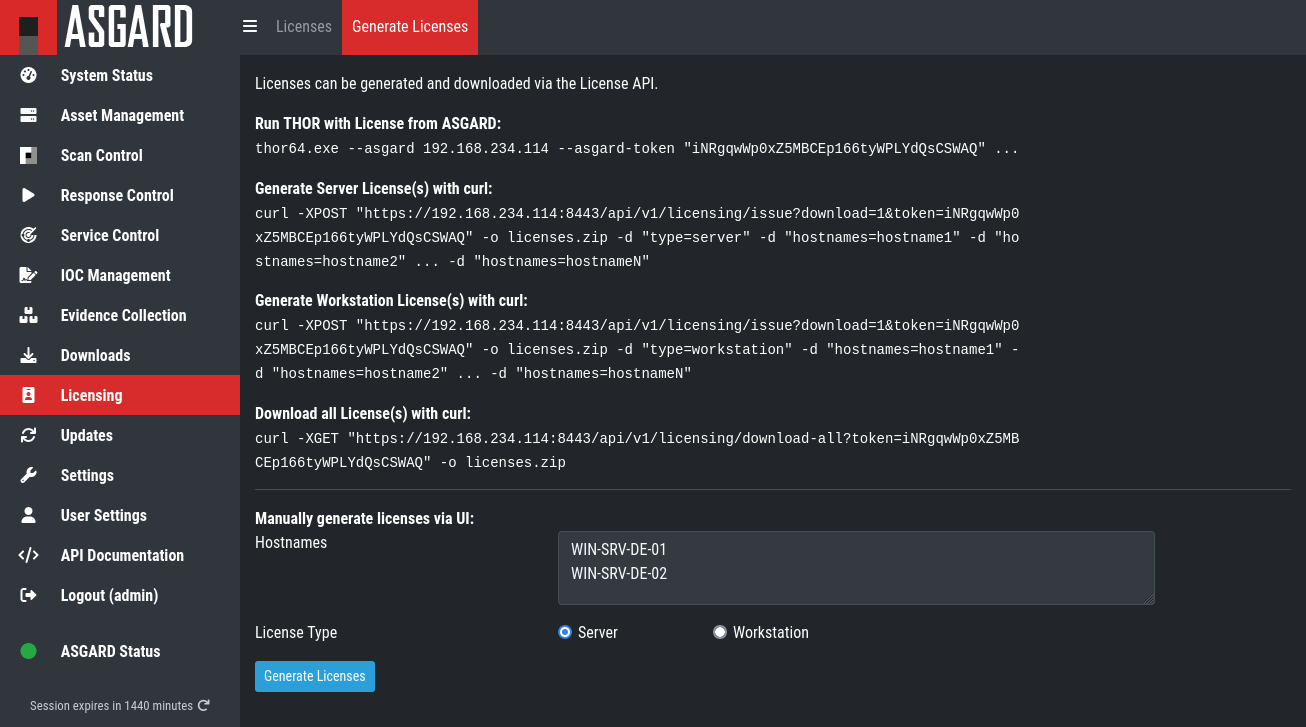 ASGARD
Licenses
Generate Licenses
System Status
Asset Management
Scan Control
Response Control
Service Control
IOC Management
Evidence Collection
Downloads
Licensing
Updates
Settings
User Settings
API Documentation
Logout (admin)
ASGARD Status
Session expires in 1440 minutes
Licenses can be generated and downloaded via the License API.
Run THOR with License from ASGARD:
thor64.exe --asgard 192.168.234.114 --asgard-token "iNRgqwWp0xZ5MBCEp166tyWPLYdQsCSWAQ" ...
Generate Server License(s) with curl:
curl -XPOST "https://192.168.234.114:8443/api/v1/licensing/issue?download=1&token=iNRgqwWp0
xZ5MBCEp166tyWPLYdQsCSWAQ" -o licenses.zip -d "type=server" -d "hostnames=hostname1" -d "ho
stnames=hostname2" ... -d "hostnames=hostnameN"
Generate Workstation License(s) with curl:
curl -XPOST "https://192.168.234.114:8443/api/v1/licensing/issue?download=1&token=iNRgqwWp0
xZ5MBCEp166tyWPLYdQsCSWAQ" -o licenses.zip -d "type=workstation" -d "hostnames=hostname1" -
d "hostnames=hostname2" ... -d "hostnames=hostnameN"
Download all License(s) with curl:
curl -XGET "https://192.168.234.114:8443/api/v1/licensing/download-all?token=iNRgqwWp0xZ5MB
CEp166tyWPLYdQsCSWAQ" -o licenses.zip
Manually generate licenses via UI:
Hostnames
WIN-SRV-DE-01
WIN-SRV-DE-02
License Type
Server
Workstation
Generate Licenses